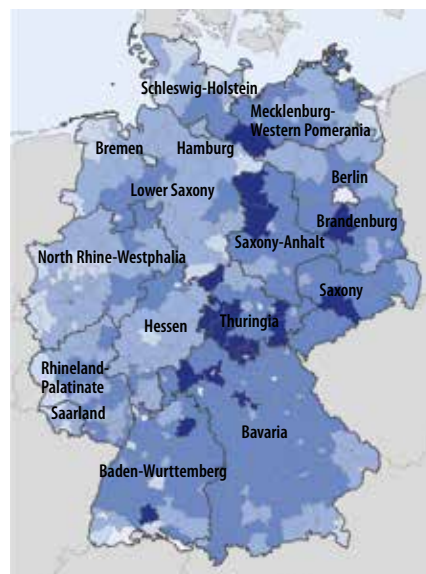 Schleswig-Holstein
Mecklenburg-
Western Pomerania
Bremen
Hamburg
Berlin
Lower Saxony
Brandenburg
Saxony-Anhalt
North Rhine-Westphalia
Saxony
Thuringia
Hessen
Rhineland-
Palatinate
Saarland
Bavaria
Baden-Wurttemberg